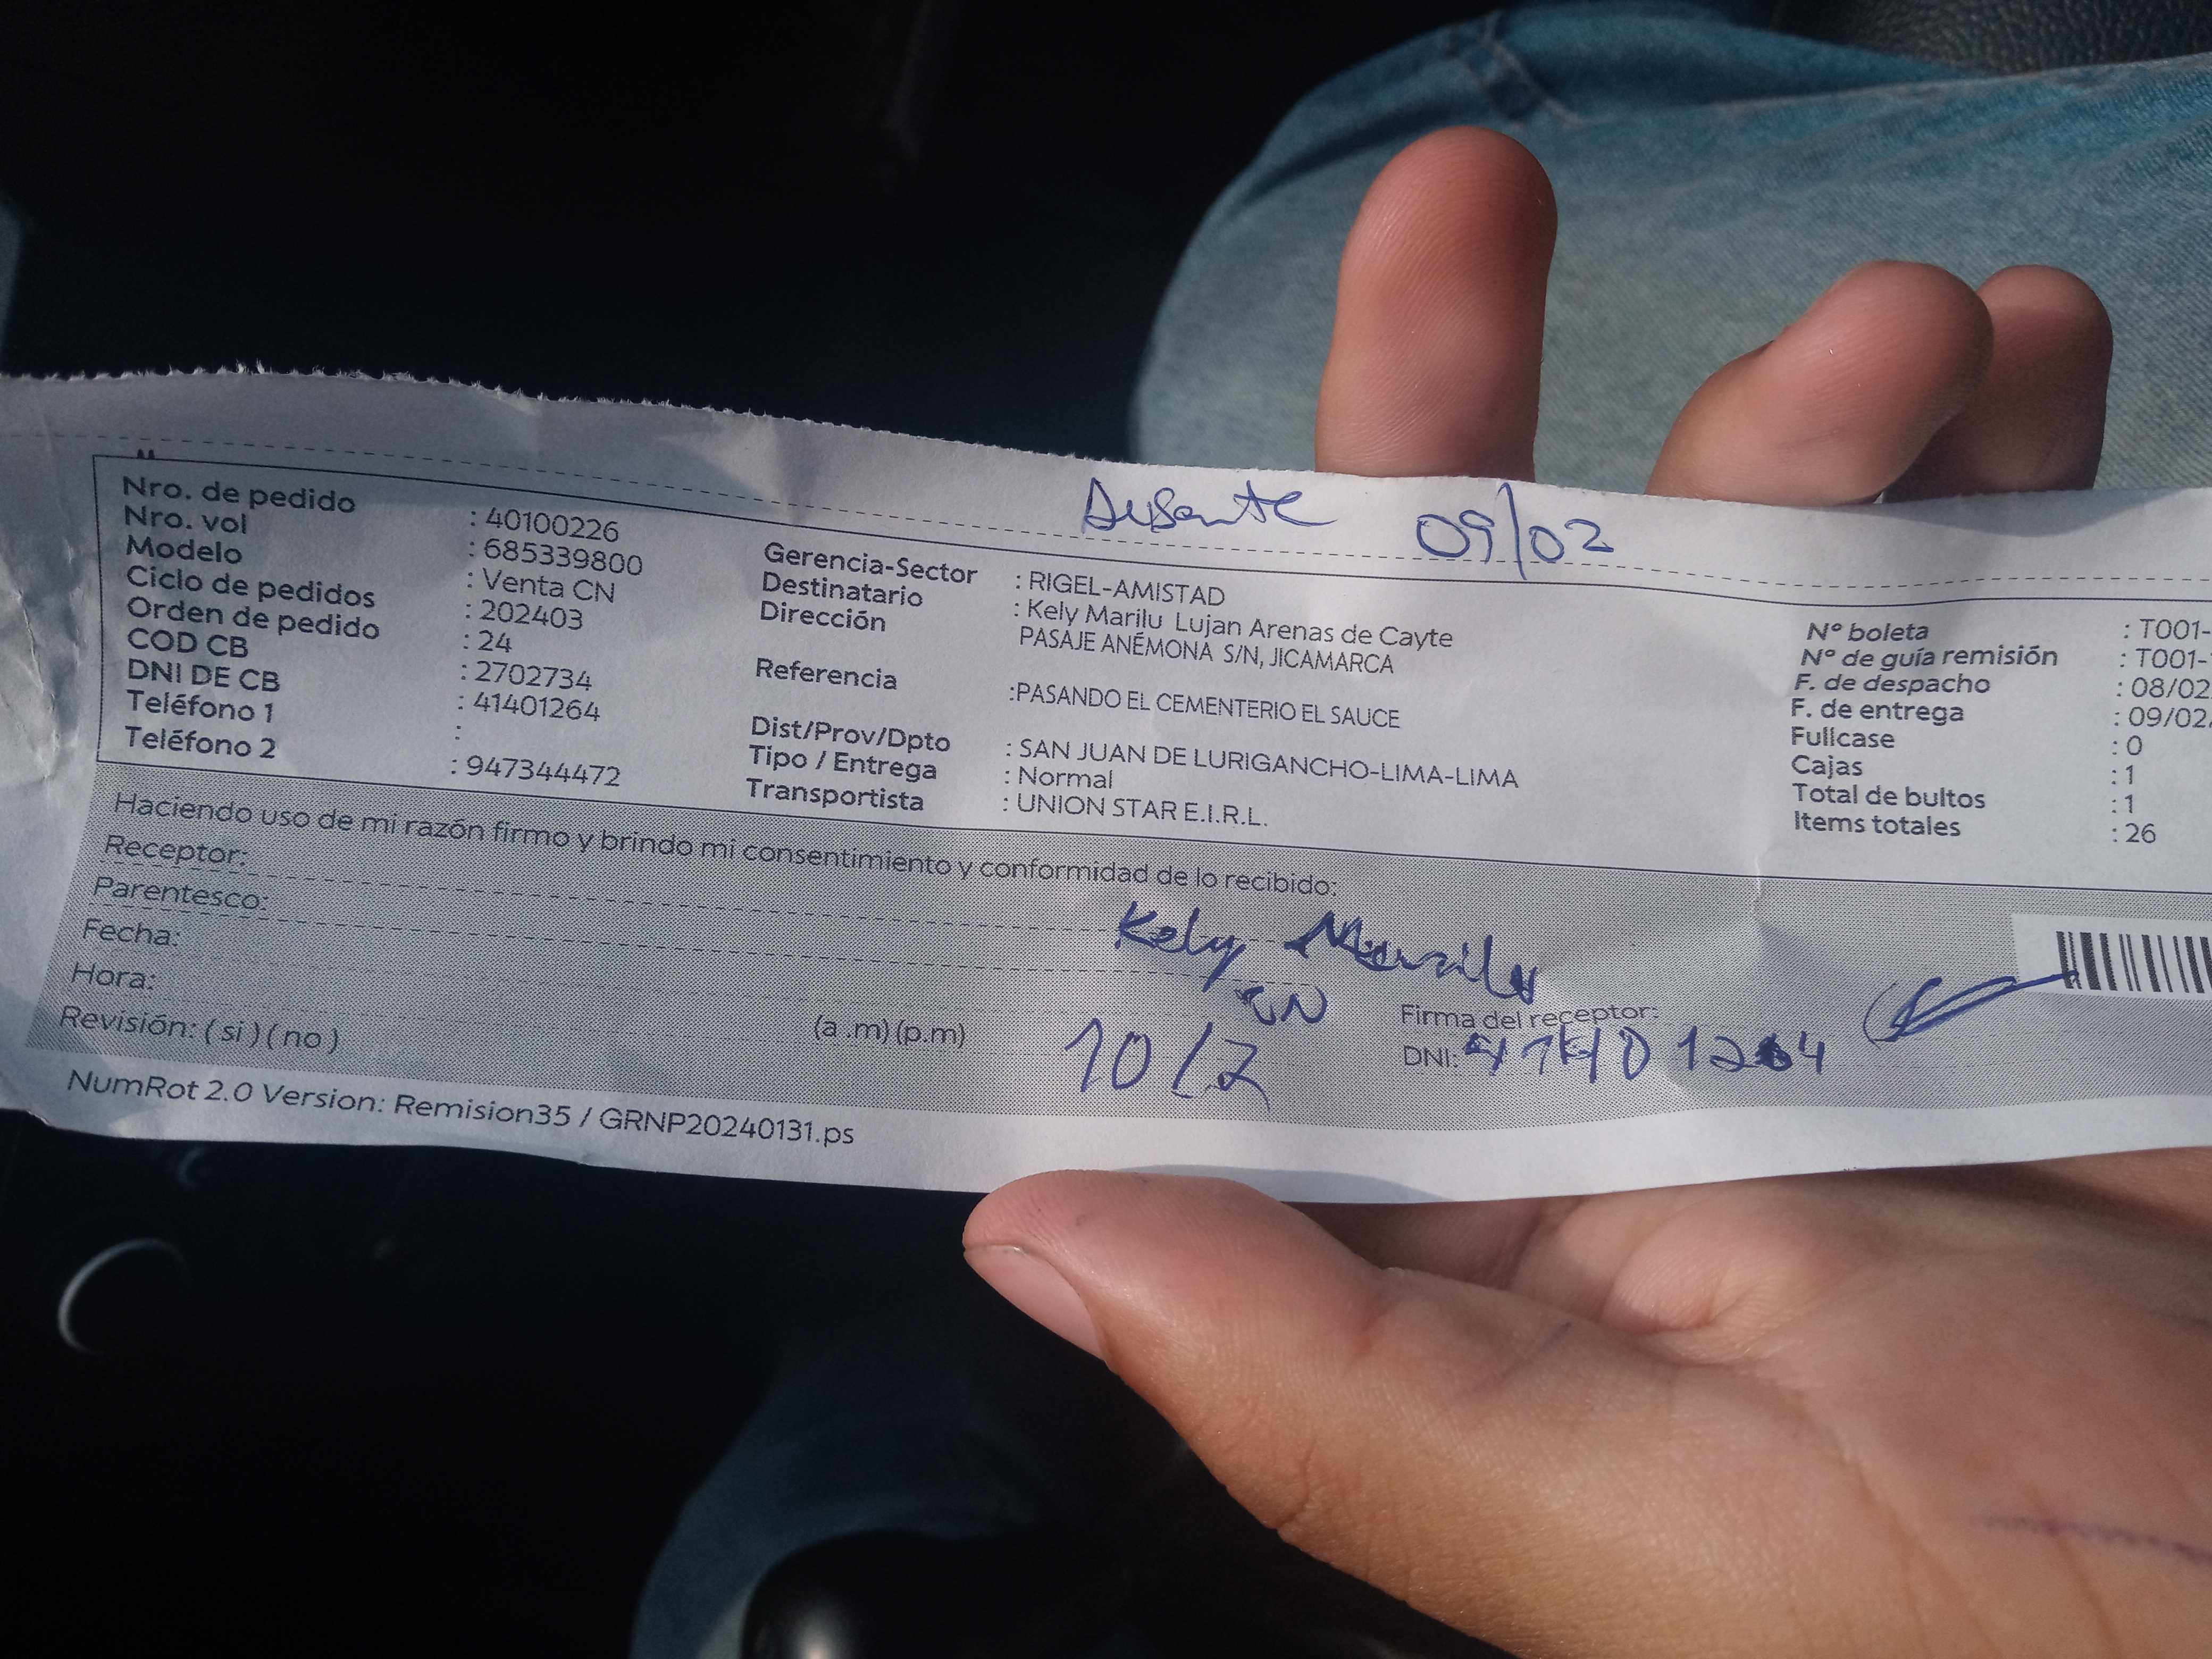 Ausente 09/02
Nro. de pedido : 40100226
Nro. vol : 685339800
Modelo : Venta CN
Ciclo de pedidos : 202403
Orden de pedido : 24
COD CB : 2702734
DNI DE CB : 41401264
Teléfono 1 :
Teléfono 2 : 947344472
Gerencia-Sector : RIGEL-AMISTAD
Destinatario : Kely Marilu Lujan Arenas de Cayte
Dirección PASAJE ANÉMONA S/N, JICAMARCA
Referencia :PASANDO EL CEMENTERIO EL SAUCE
Dist/Prov/Dpto : SAN JUAN DE LURIGANCHO-LIMA-LIMA
Tipo / Entrega : Normal
Transportista : UNION STAR E.I.R.L.
Nº boleta : T001-
Nº de guía remisión : T001-
F. de despacho : 08/02
F. de entrega : 09/02
Fullcase : 0
Cajas : 1
Total de bultos : 1
Items totales : 26
Haciendo uso de mi razón firmo y brindo mi consentimiento y conformidad de lo recibido:
Receptor: Kely Marilu
Parentesco: CN
Fecha: 10/2
Hora: (a .m) (p.m)
Revisión: ( si ) ( no )
Firma del receptor:
DNI: 41401264
NumRot 2.0 Version: Remision35 / GRNP20240131.ps